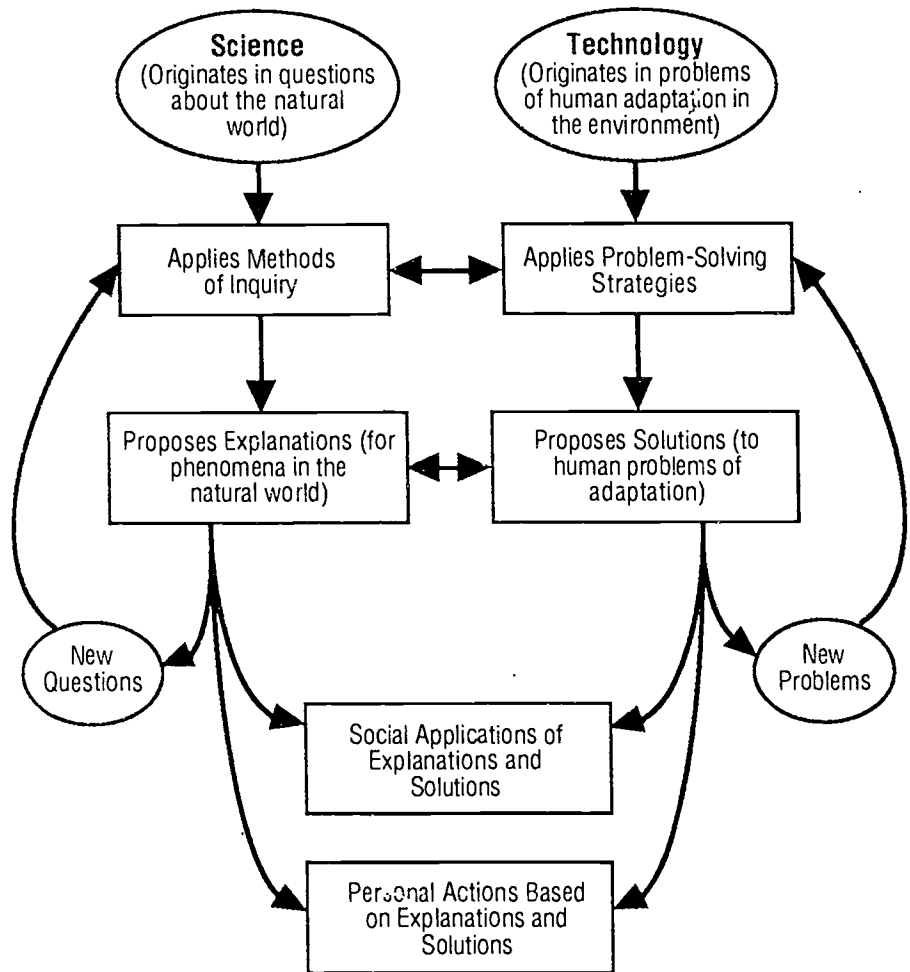 Science
(Originates in questions
about the natural
world)
Technology
(Originates in problems
of human adaptation in
the environment)
Applies Methods
of Inquiry
Applies Problem-Solving
Strategies
Proposes Explanations (for
phenomena in the
natural world)
Proposes Solutions (to
human problems of
adaptation)
New
Questions
New
Problems
Social Applications of
Explanations and
Solutions
Personal Actions Based
on Explanations and
Solutions